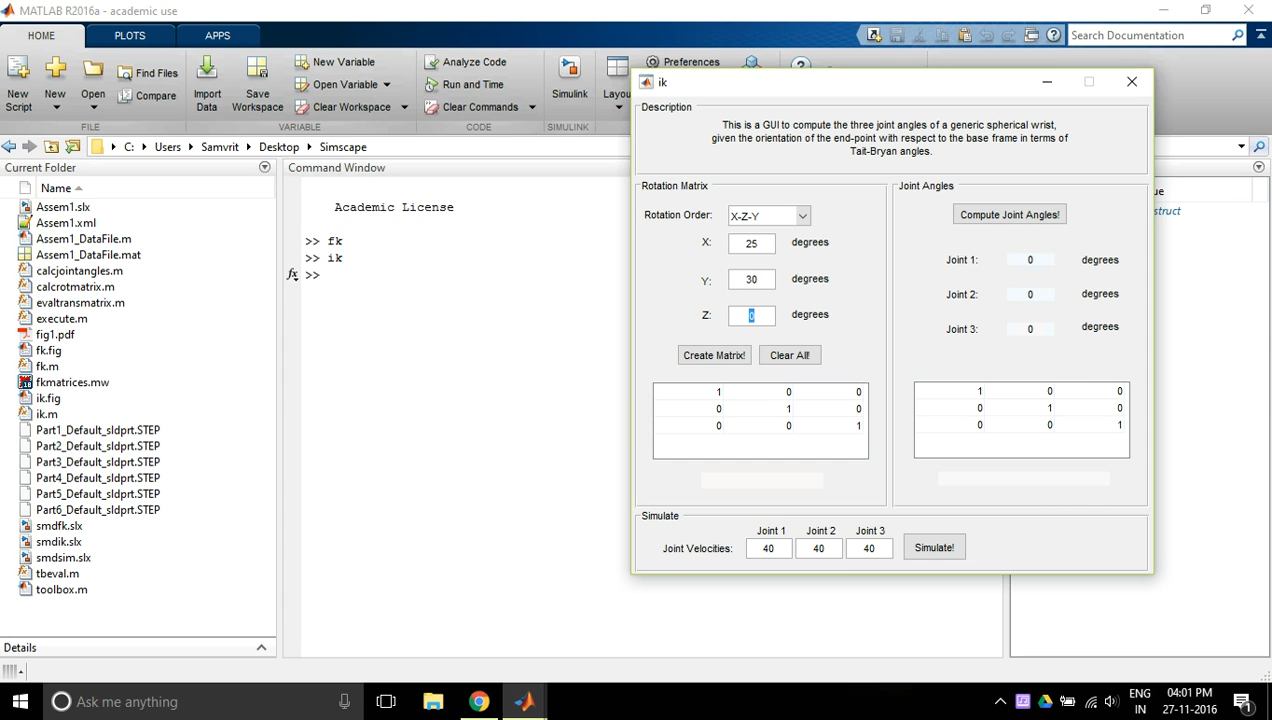 MATLAB R2016a - academic use
HOME PLOTS APPS
Search Documentation
New Script
New
Open
Find Files
Compare
Import Data
Save Workspace
New Variable
Open Variable
Clear Workspace
Analyze Code
Run and Time
Clear Commands
Simulink
Layou
Preferences
FILE VARIABLE CODE SIMULINK
C: Users Samvrit Desktop Simscape
Current Folder
Name
Assem1.slx
Assem1.xml
Assem1_DataFile.m
Assem1_DataFile.mat
calcjointangles.m
calcrotmatrix.m
evaltransmatrix.m
execute.m
fig1.pdf
fk.fig
fk.m
fkmatrices.mw
ik.fig
ik.m
Part1_Default_sldprt.STEP
Part2_Default_sldprt.STEP
Part3_Default_sldprt.STEP
Part4_Default_sldprt.STEP
Part5_Default_sldprt.STEP
Part6_Default_sldprt.STEP
smdfk.slx
smdik.slx
smdsim.slx
tbeval.m
toolbox.m
Details
Command Window
Academic License
>> fk
>> ik
fx >>
ue
struct
ik
Description
This is a GUI to compute the three joint angles of a generic spherical wrist,
given the orientation of the end-point with respect to the base frame in terms of
Tait-Bryan angles.
Rotation Matrix
Rotation Order: X-Z-Y
X: 25 degrees
Y: 30 degrees
Z: 0 degrees
Create Matrix! Clear All!
1 0 0
0 1 0
0 0 1
Joint Angles
Compute Joint Angles!
Joint 1: 0 degrees
Joint 2: 0 degrees
Joint 3: 0 degrees
1 0 0
0 1 0
0 0 1
Simulate
Joint 1 Joint 2 Joint 3
Joint Velocities: 40 40 40 Simulate!
Ask me anything
ENG
IN
04:01 PM
27-11-2016
1